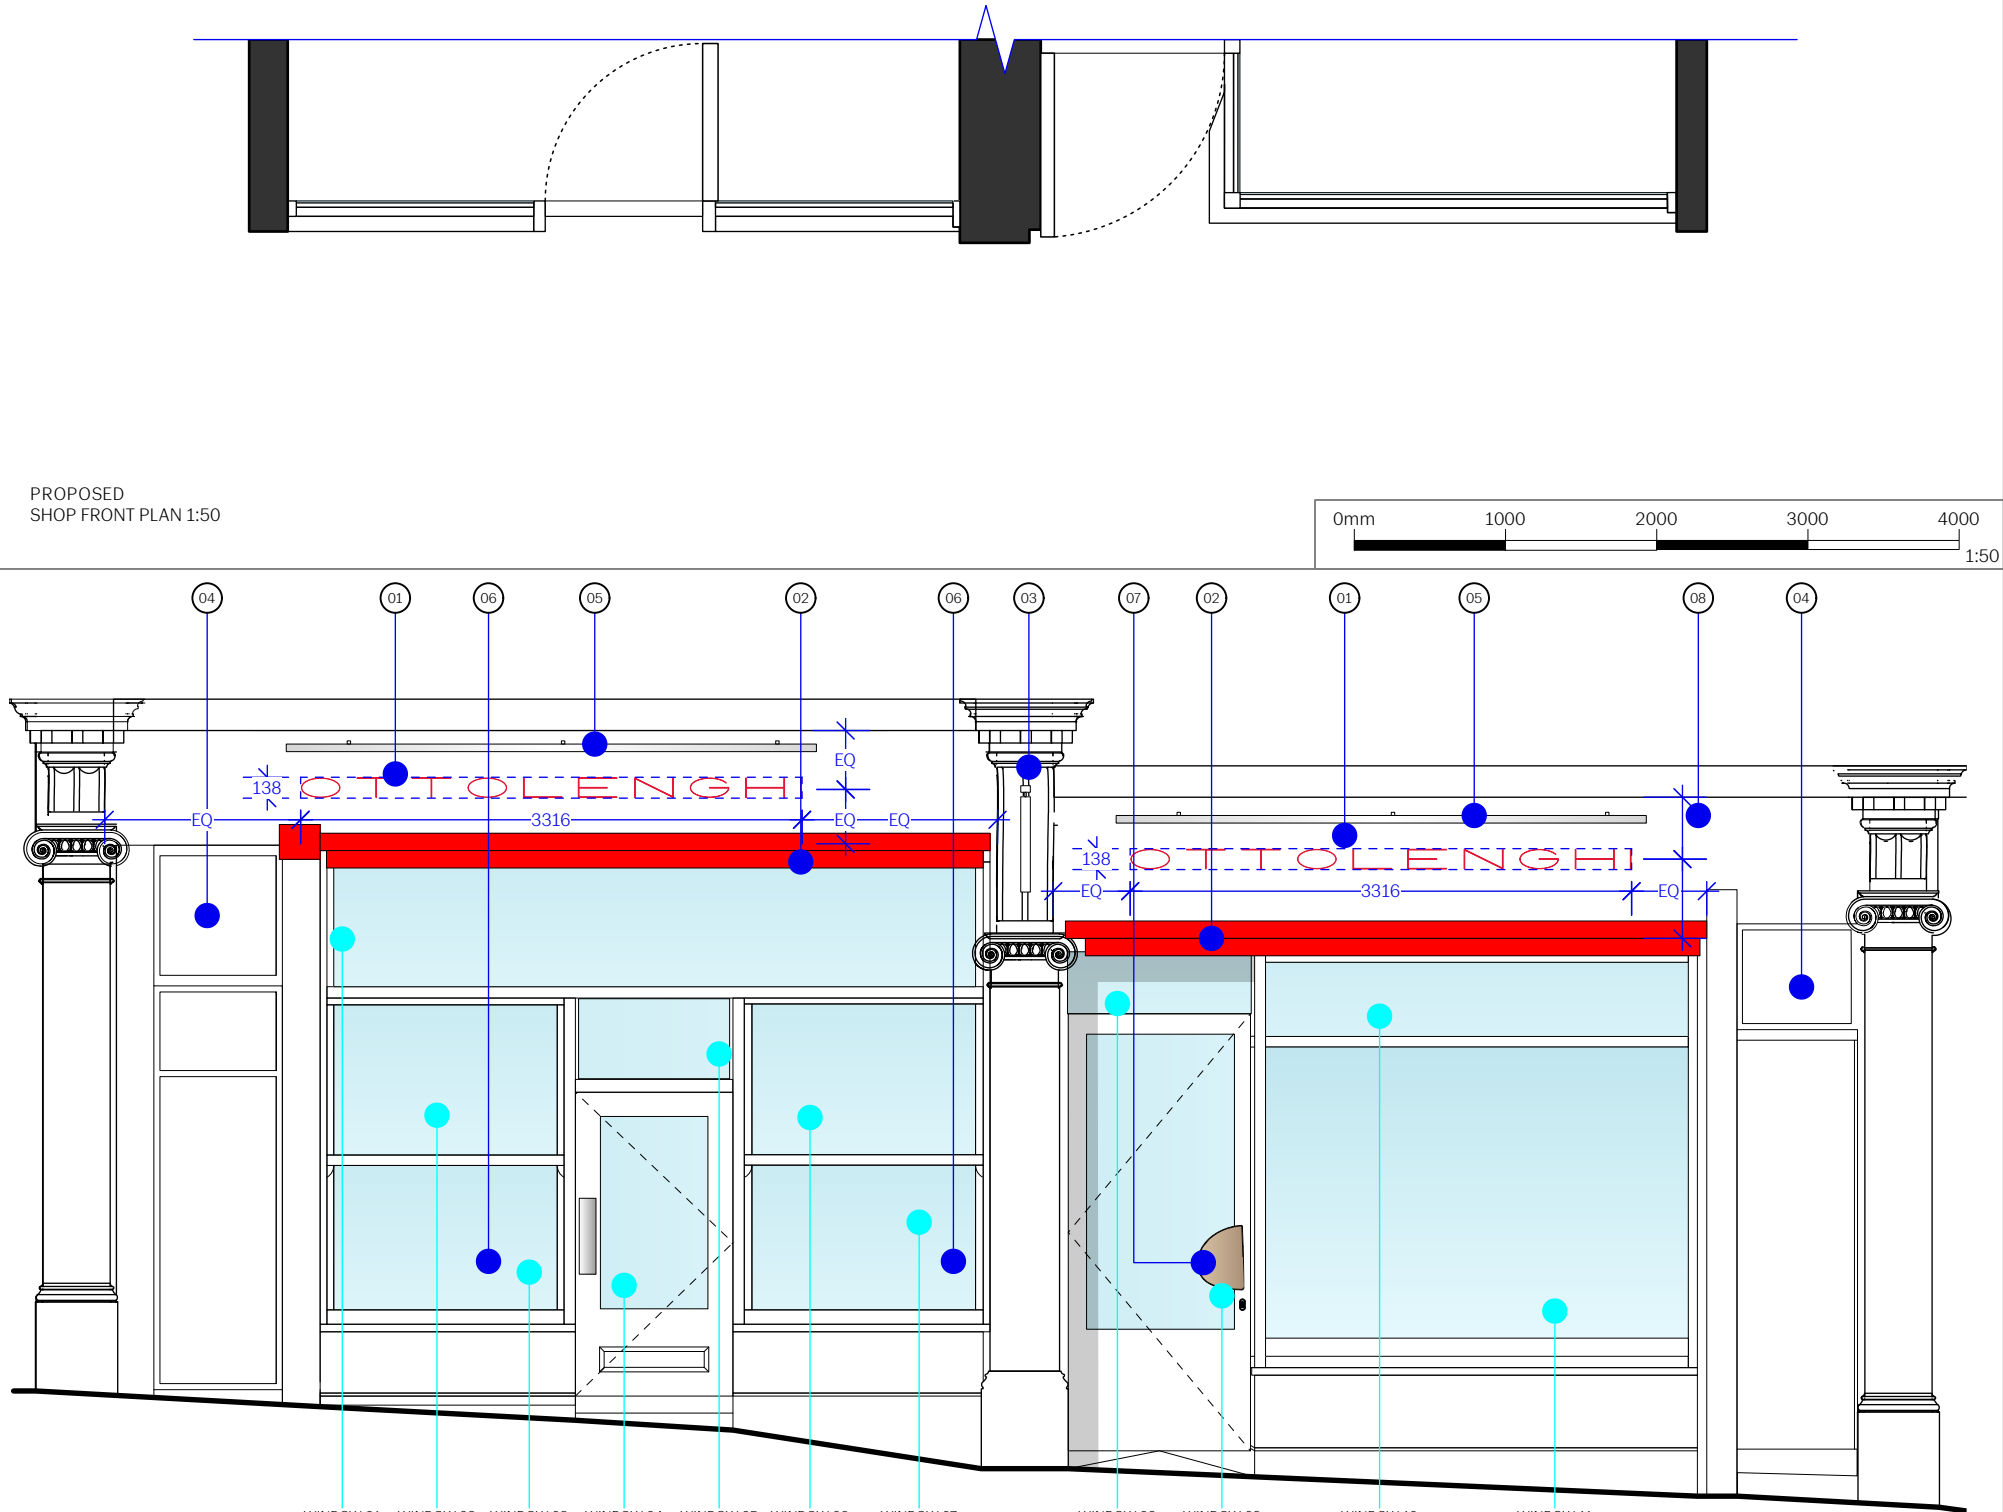 PROPOSED
SHOP FRONT PLAN 1:50
0mm 1000 2000 3000 4000
1:50
04 01 06 05 02 06 03 07 02 01 05 08 04
EQ
138 OTTOLENGHI
EQ 3316 EQ EQ
138 OTTOLENGHI
EQ 3316 EQ